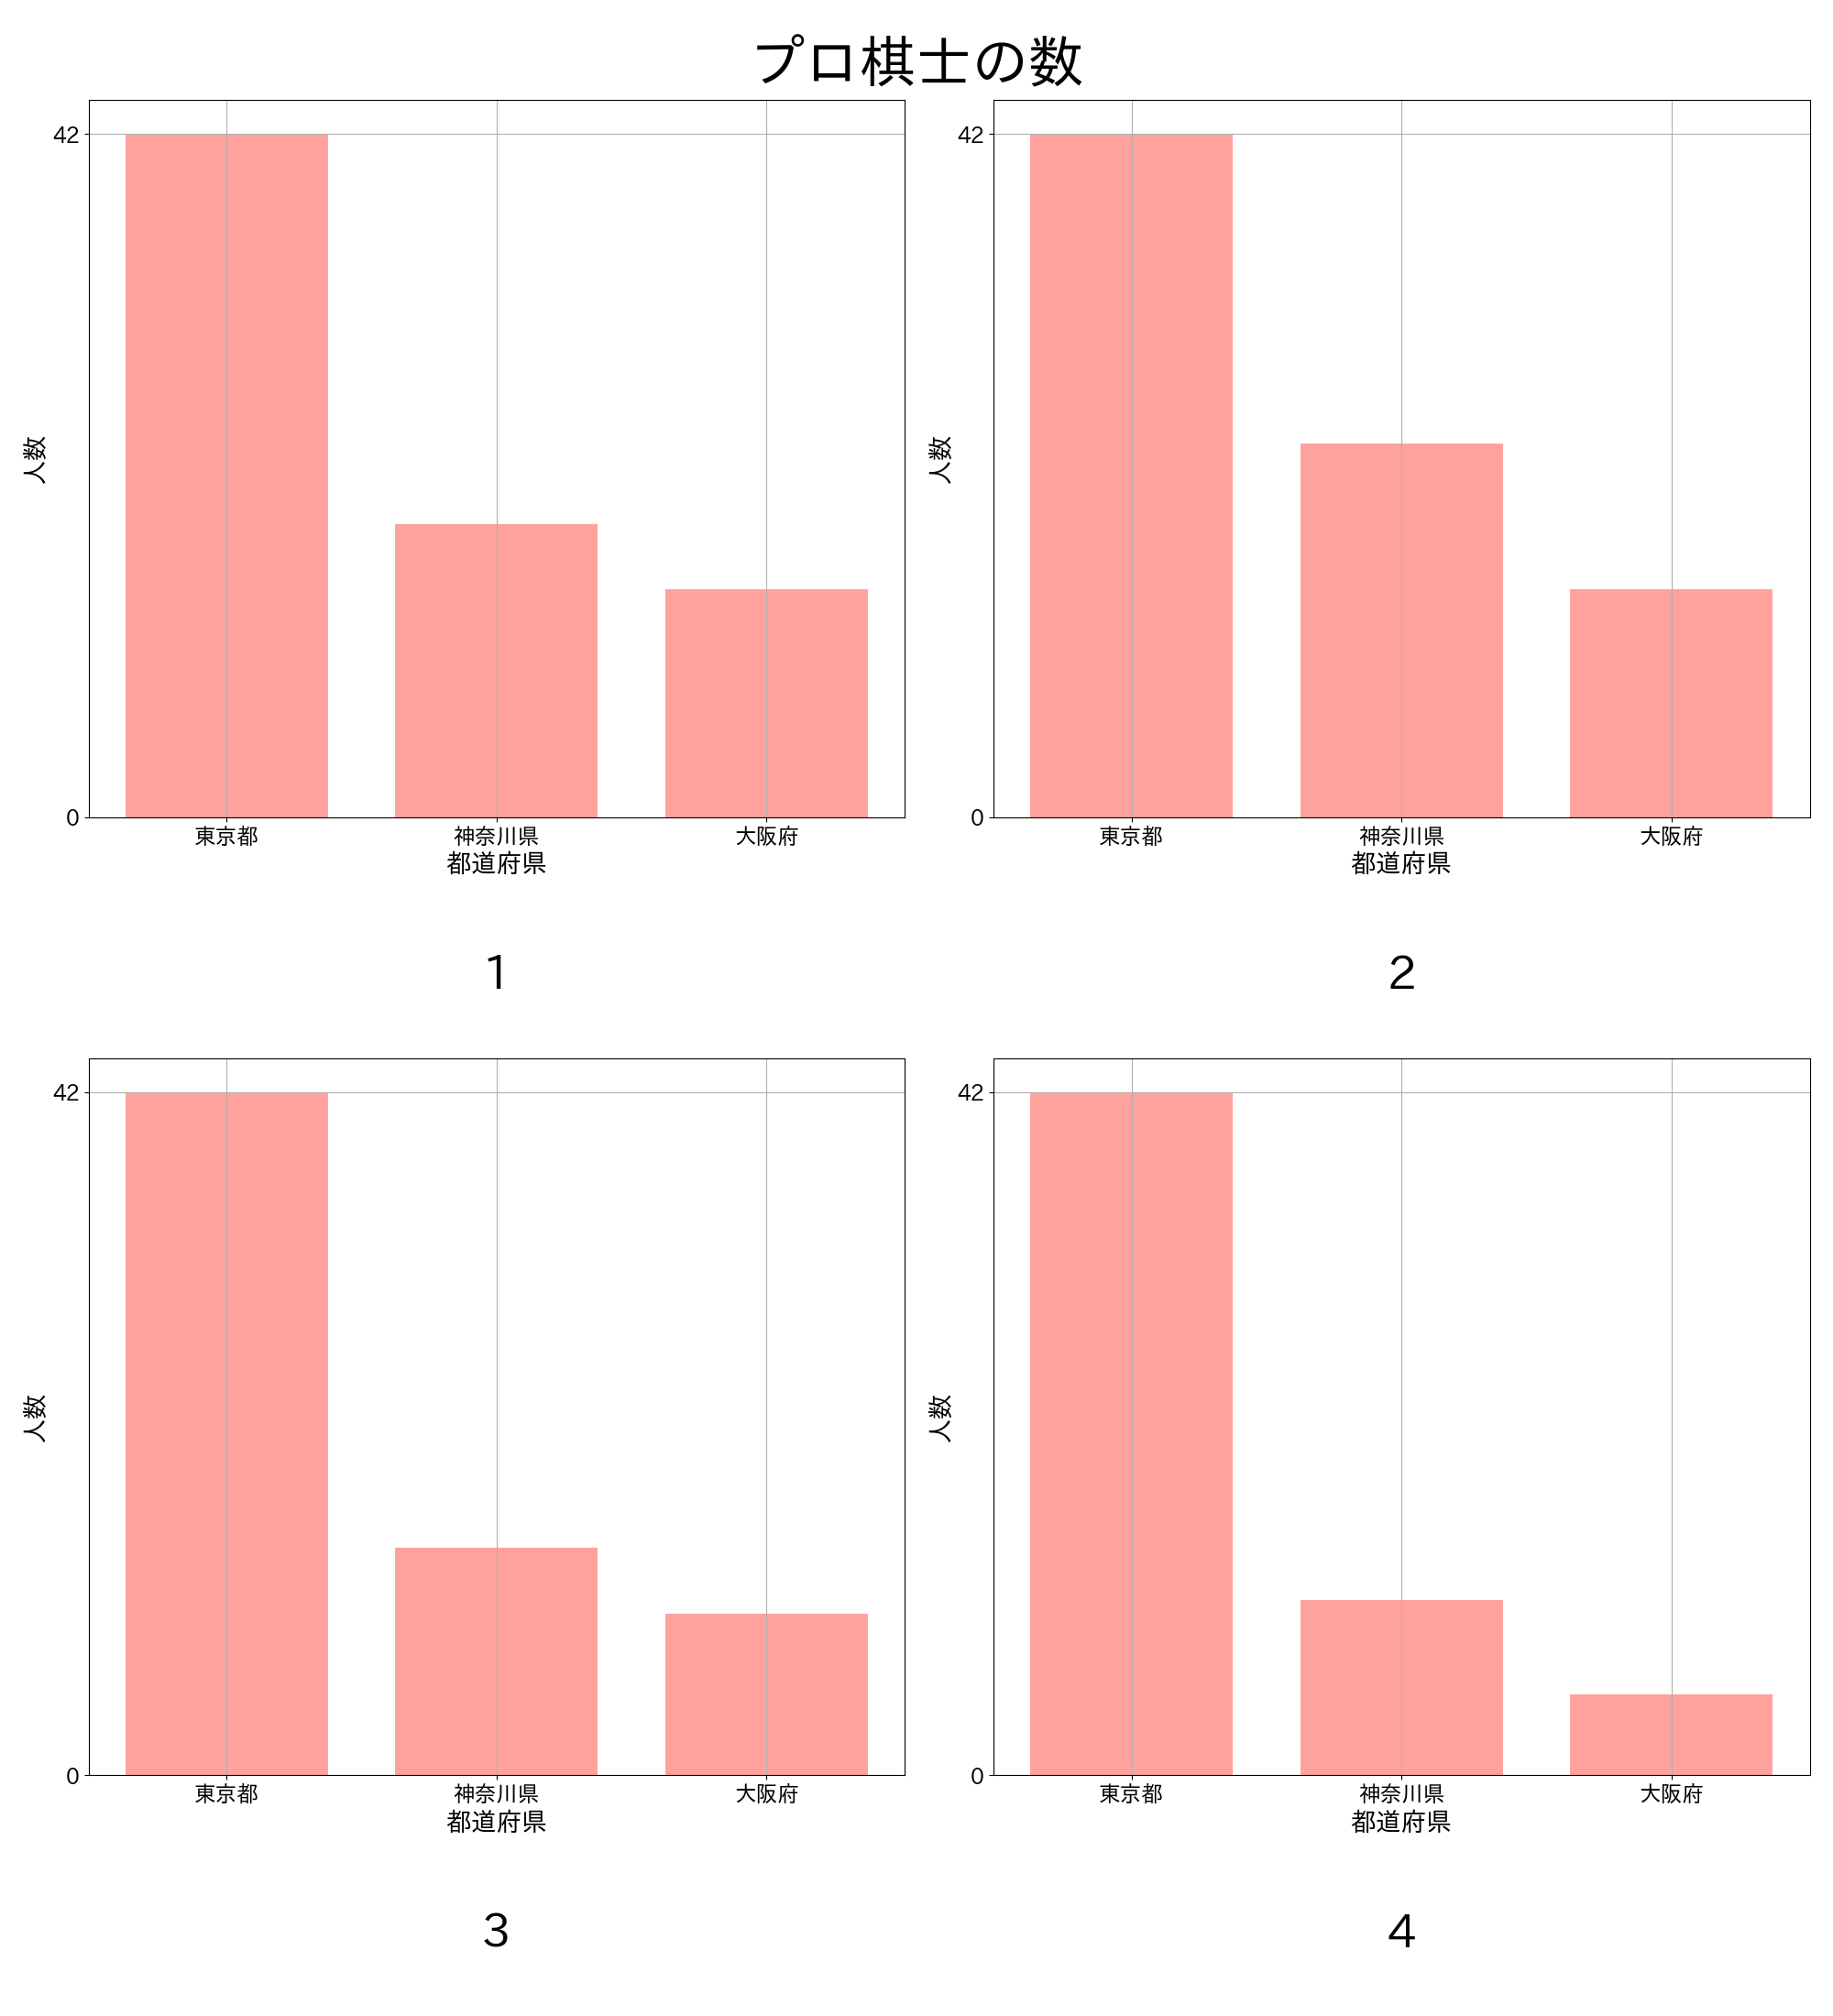 プロ棋士の数
42
0
人数
東京都 神奈川県 大阪府
都道府県
1
42
0
人数
東京都 神奈川県 大阪府
都道府県
2
42
0
人数
東京都 神奈川県 大阪府
都道府県
3
42
0
人数
東京都 神奈川県 大阪府
都道府県
4